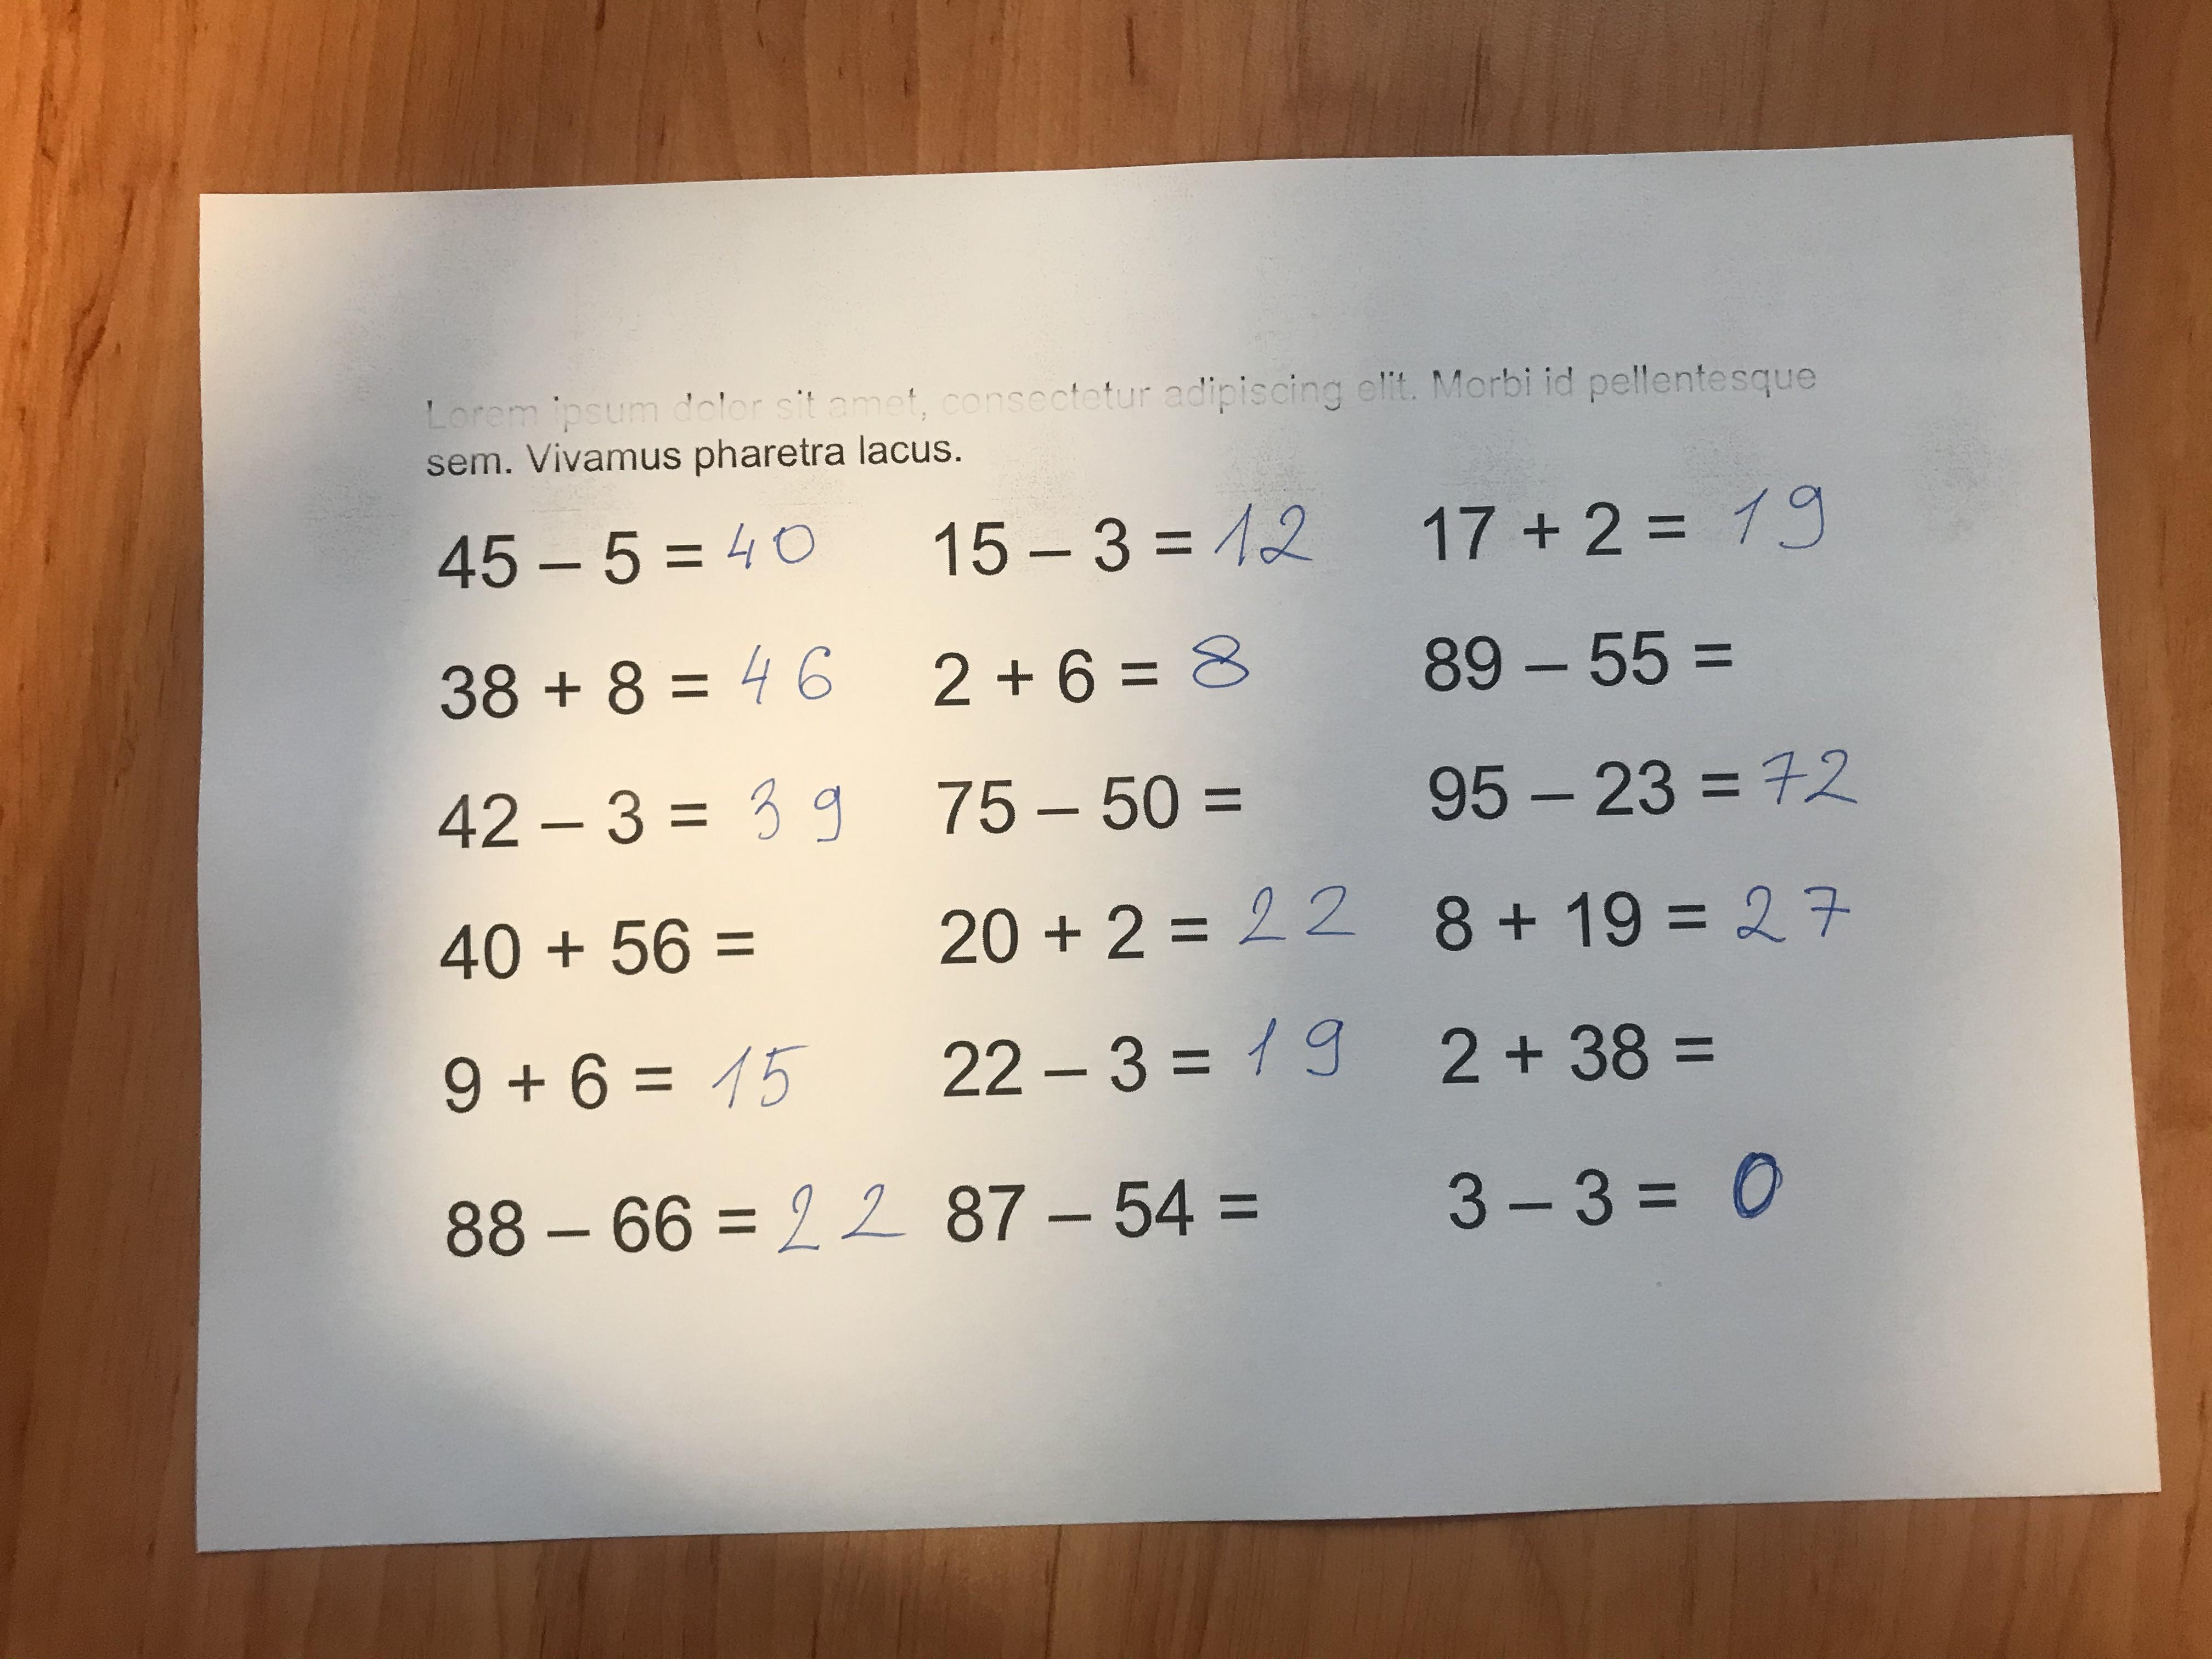 Lorem ipsum dolor sit amet, consectetur adipiscing elit. Morbi id pellentesque
sem. Vivamus pharetra lacus.
45 – 5 = 40 15 – 3 = 12 17 + 2 = 19
38 + 8 = 46 2 + 6 = 8 89 – 55 =
42 – 3 = 39 75 – 50 = 95 – 23 = 72
40 + 56 = 20 + 2 = 22 8 + 19 = 27
9 + 6 = 15 22 – 3 = 19 2 + 38 =
88 – 66 = 22 87 – 54 = 3 – 3 = 0